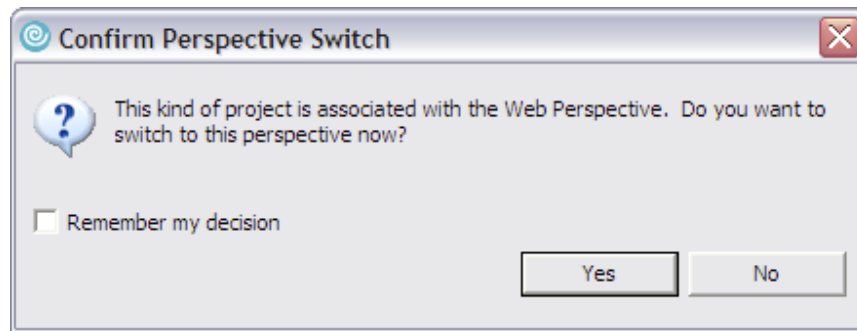 Confirm Perspective Switch
This kind of project is associated with the Web Perspective.  Do you want to
switch to this perspective now?
Remember my decision
Yes
No